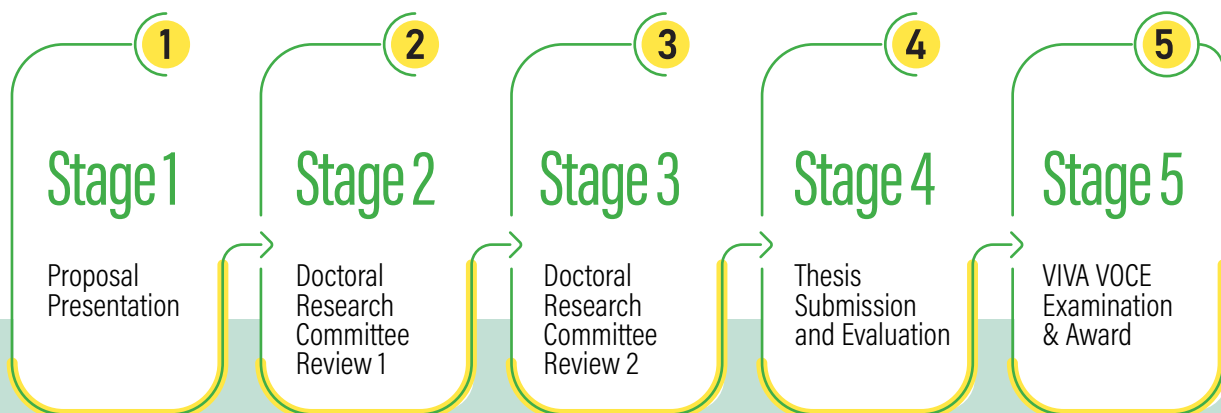 1
Stage 1
Proposal
Presentation
2
Stage 2
Doctoral
Research
Committee
Review 1
3
Stage 3
Doctoral
Research
Committee
Review 2
4
Stage 4
Thesis
Submission
and Evaluation
5
Stage 5
VIVA VOCE
Examination
& Award